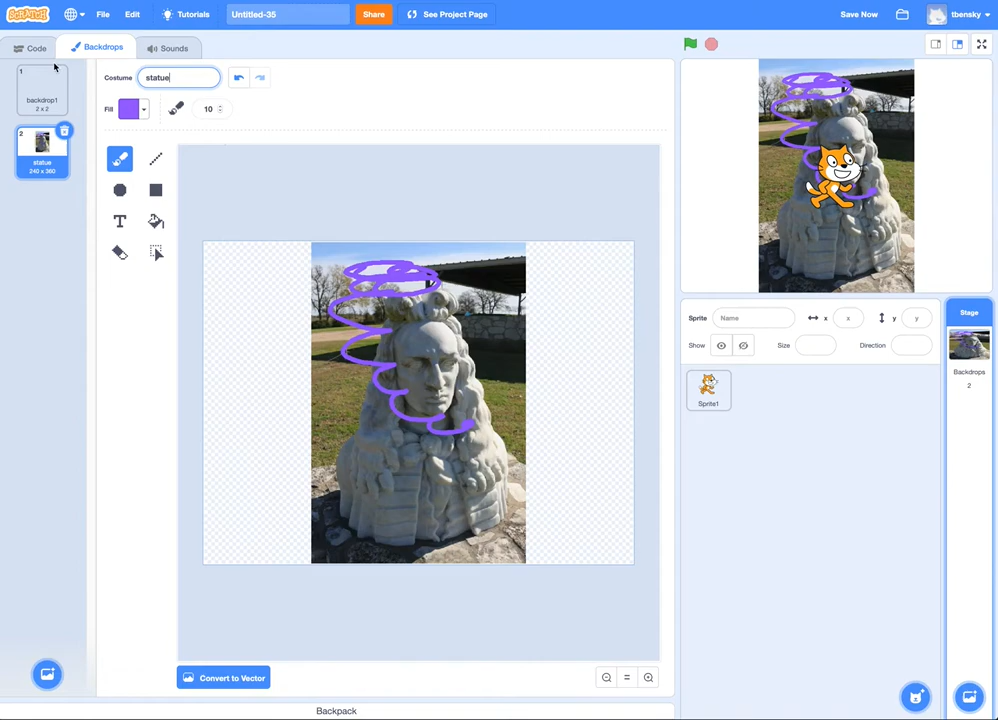 SCRATCH File Edit Tutorials Untitled-35 Share See Project Page Save Now tbensky
Code Backdrops Sounds
1
backdrop1
2 x 2
2
statue
240 x 360
Costume statue
Fill 10
T
Convert to Vector
Backpack
Sprite Name x x y y
Show Size Direction
Sprite1
Stage
Backdrops
2